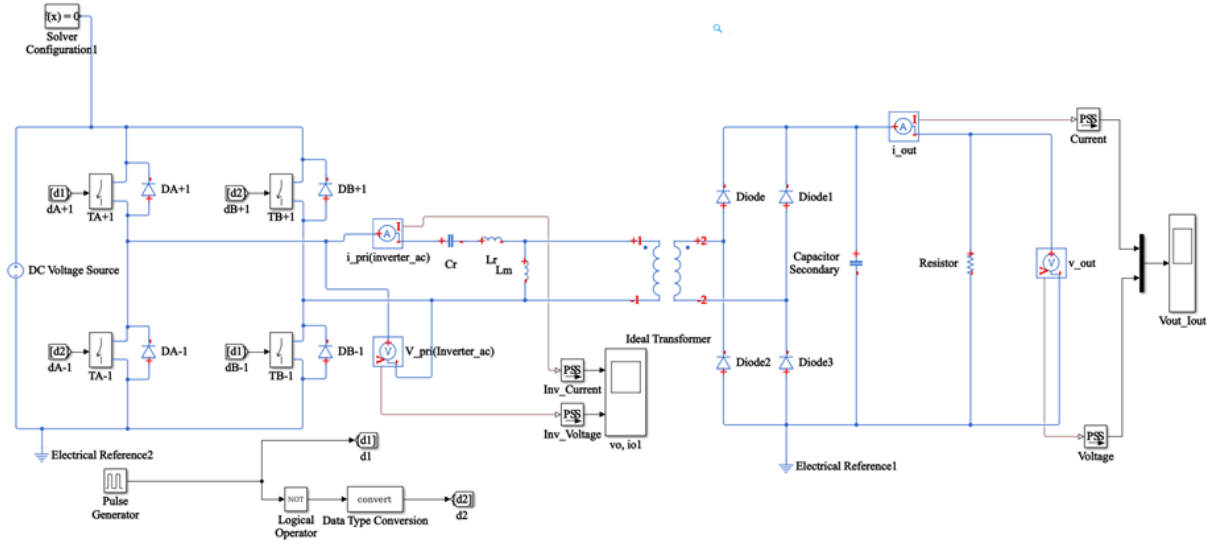 f(x) = 0
Solver
Configuration1
DC Voltage Source
[d1]
dA+1
TA+1
DA+1
[d2]
dB+1
TB+1
DB+1
[d2]
dA-1
TA-1
DA-1
[d1]
dB-1
TB-1
DB-1
A
I
i_pri(inverter_ac)
Cr
Lr
Lm
V
V_pri(Inverter_ac)
+1
+2
-1
-2
Ideal Transformer
PSS
Inv_Current
PSS
Inv_Voltage
vo, io1
Diode
Diode1
Diode2
Diode3
Capacitor
Secondary
A
I
i_out
Resistor
V
v_out
PSS
Current
PSS
Voltage
Vout_Iout
Electrical Reference2
Electrical Reference1
Pulse
Generator
[d1]
d1
NOT
Logical
Operator
convert
Data Type Conversion
[d2]
d2